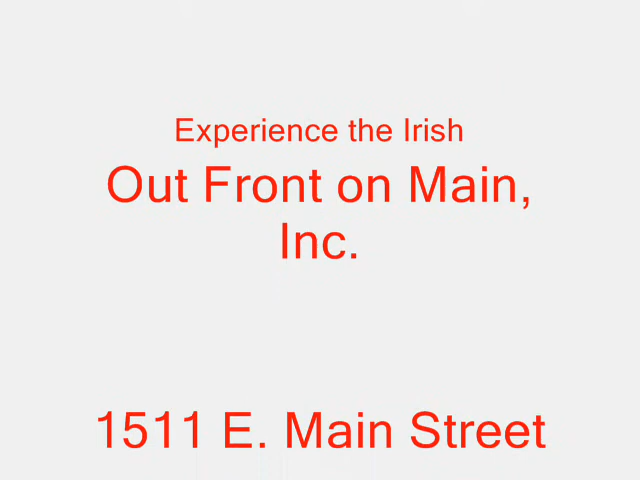 Experience the Irish
Out Front on Main,
Inc.
1511 E. Main Street